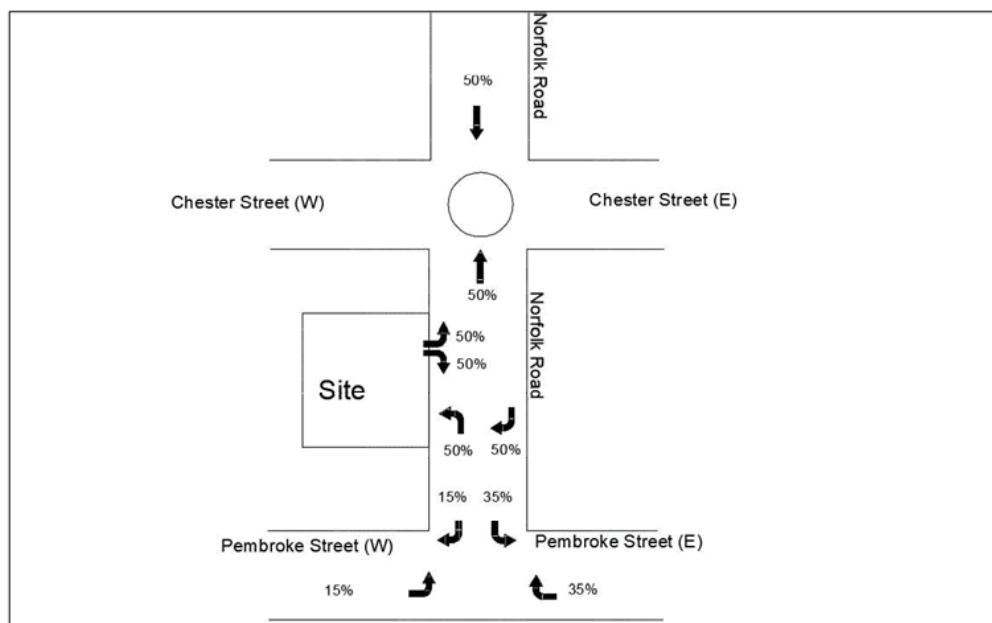 Norfolk Road
50%
Chester Street (W)
Chester Street (E)
50%
Norfolk Road
50%
50%
Site
50%
50%
15%
35%
Pembroke Street (W)
Pembroke Street (E)
15%
35%